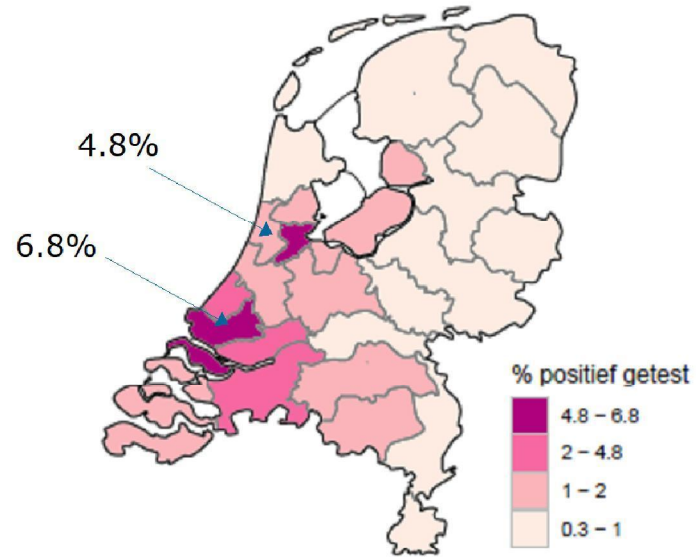 4.8%
6.8%
% positief getest
4.8 – 6.8
2 – 4.8
1 – 2
0.3 – 1